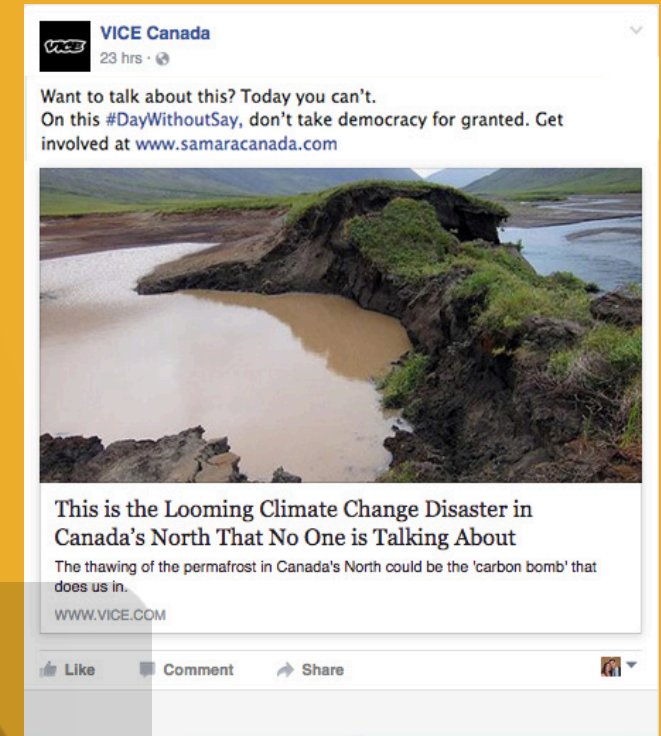 VICE
VICE Canada
23 hrs ·
Want to talk about this? Today you can't.
On this #DayWithoutSay, don't take democracy for granted. Get
involved at www.samaracanada.com
This is the Looming Climate Change Disaster in
Canada's North That No One is Talking About
The thawing of the permafrost in Canada's North could be the 'carbon bomb' that
does us in.
WWW.VICE.COM
Like Comment Share